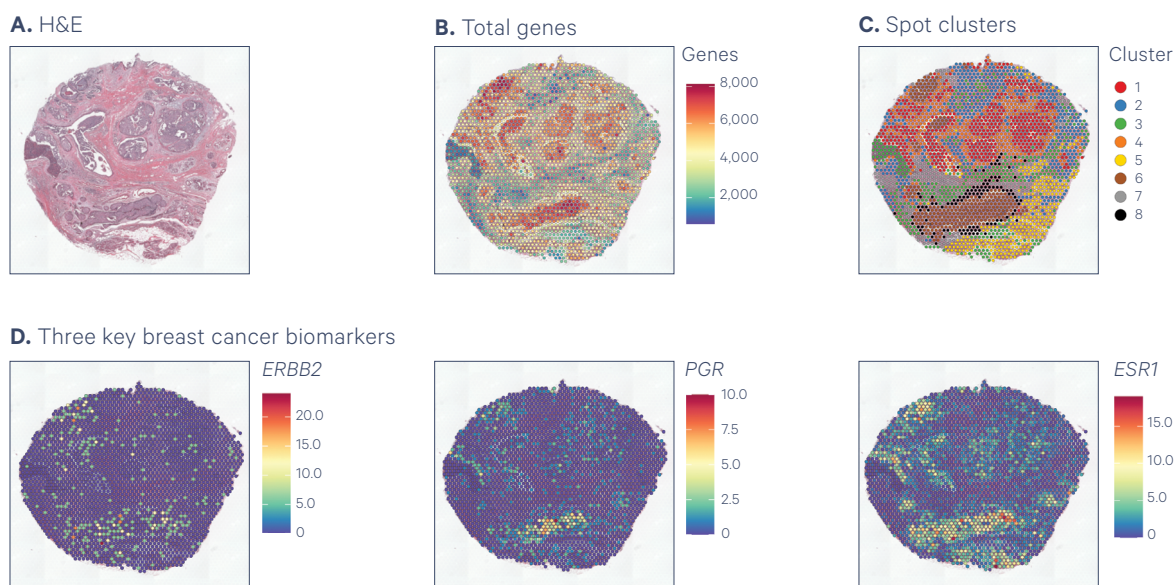 A. H&E
B. Total genes
C. Spot clusters
Genes
8,000
6,000
4,000
2,000
Cluster
1
2
3
4
5
6
7
8
D. Three key breast cancer biomarkers
ERBB2
20.0
15.0
10.0
5.0
0
PGR
10.0
7.5
5.0
2.5
0
ESR1
15.0
10.0
5.0
0